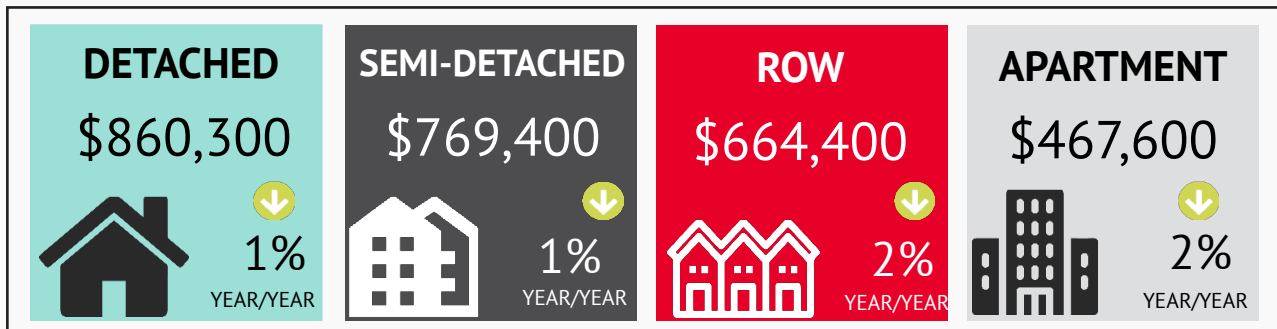 DETACHED
$860,300
1%
YEAR/YEAR
SEMI-DETACHED
$769,400
1%
YEAR/YEAR
ROW
$664,400
2%
YEAR/YEAR
APARTMENT
$467,600
2%
YEAR/YEAR